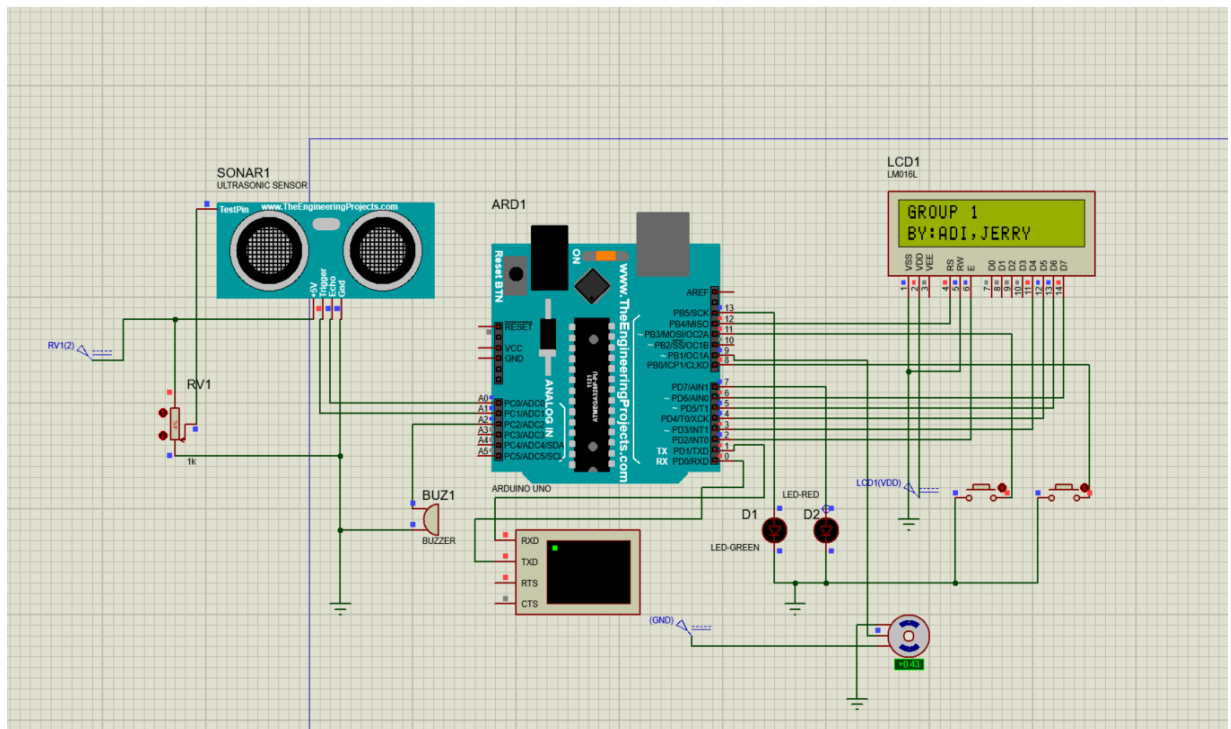 SONAR1
ULTRASONIC SENSOR
TestPin
www.TheEngineeringProjects.com
+5V
Trigger
Echo
Gnd
RV1(2)
RV1
1k
BUZ1
BUZZER
ARD1
Reset BTN
ON
www.TheEngineeringProjects.com
ANALOG IN
RESET
VCC
GND
A0 PC0/ADC0
A1 PC1/ADC1
A2 PC2/ADC2
A3 PC3/ADC3
A4 PC4/ADC4/SDA
A5 PC5/ADC5/SCL
AREF
PB5/SCK 13
PB4/MISO 12
~ PB3/MOSI/OC2A 11
~ PB2/SS/OC1B 10
~ PB1/OC1A 9
PB0/ICP1/CLKO 8
PD7/AIN1 7
~ PD6/AIN0 6
~ PD5/T1 5
PD4/T0/XCK 4
~ PD3/INT1 3
PD2/INT0 2
TX PD1/TXD 1
RX PD0/RXD 0
ARDUINO UNO
RXD
TXD
RTS
CTS
LCD1
LM016L
GROUP 1
BY:ADI,JERRY
VSS VDD VEE RS RW E D0 D1 D2 D3 D4 D5 D6 D7
1 2 3 4 5 6 7 8 9 10 11 12 13 14
LCD1(VDD)
LED-RED
D1
D2
LED-GREEN
(GND)
+0.43